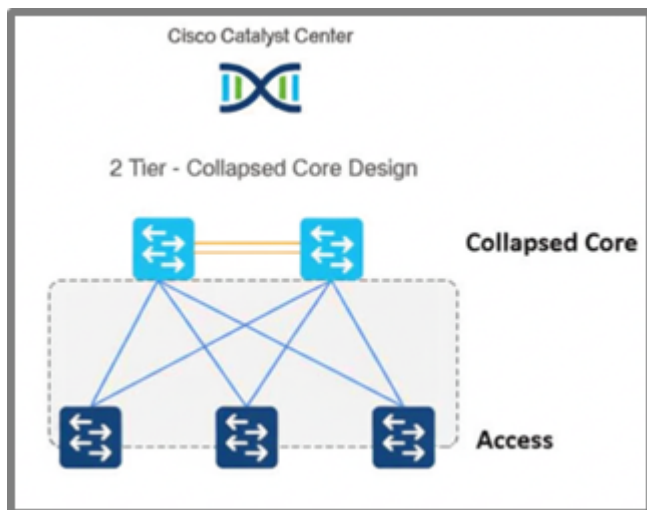 Cisco Catalyst Center
2 Tier - Collapsed Core Design
Collapsed Core
Access